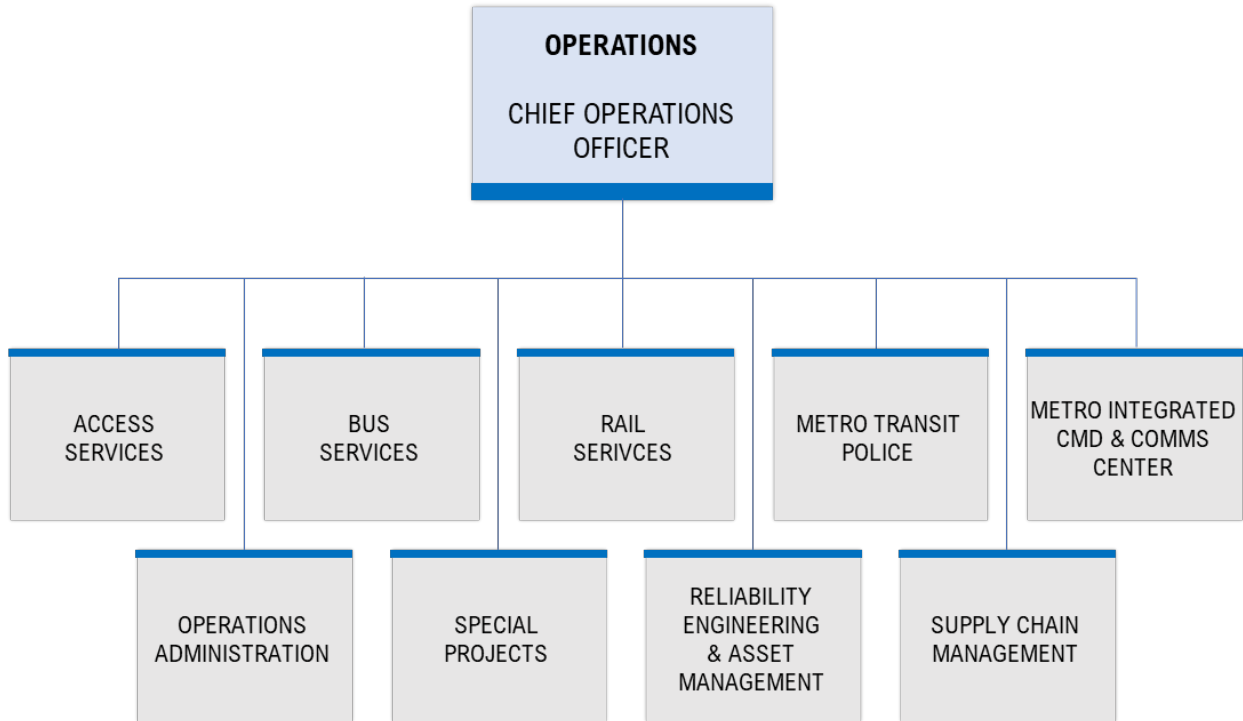 OPERATIONS
CHIEF OPERATIONS
OFFICER
ACCESS
SERVICES
BUS
SERVICES
RAIL
SERIVCES
METRO TRANSIT
POLICE
METRO INTEGRATED
CMD & COMMS
CENTER
OPERATIONS
ADMINISTRATION
SPECIAL
PROJECTS
RELIABILITY
ENGINEERING
& ASSET
MANAGEMENT
SUPPLY CHAIN
MANAGEMENT